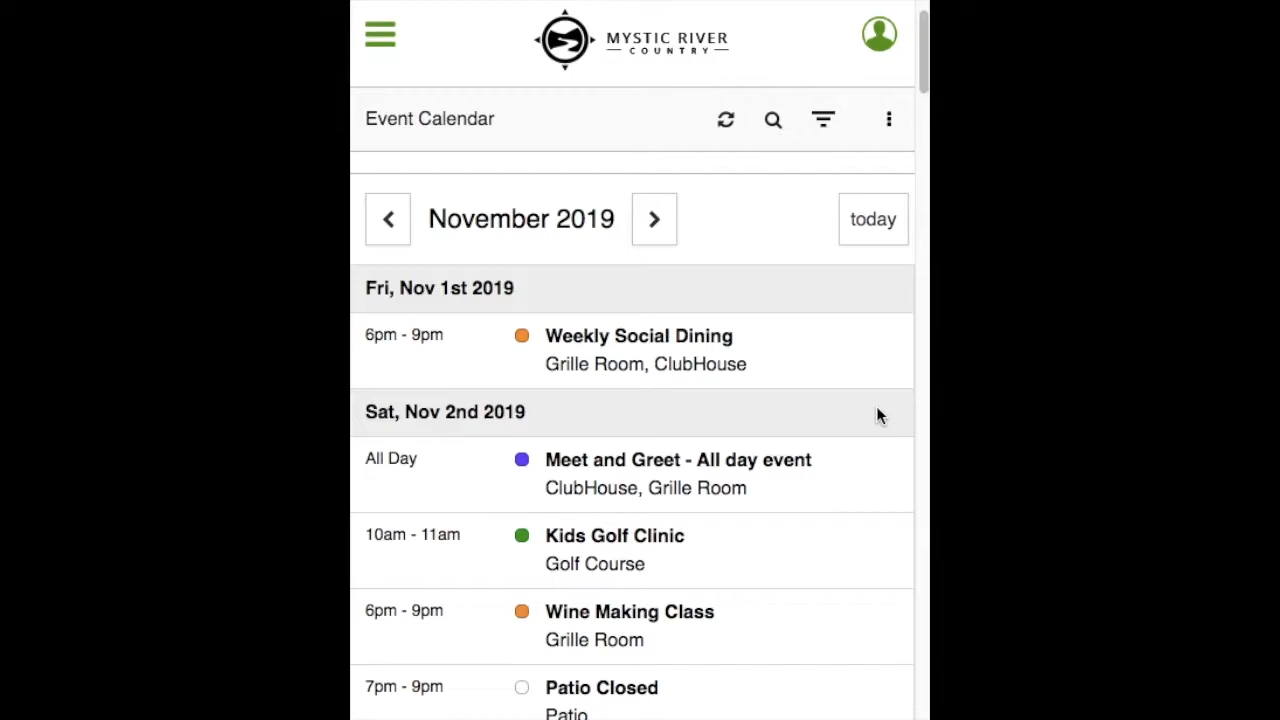 MYSTIC RIVER
COUNTRY
Event Calendar
November 2019
today
Fri, Nov 1st 2019
6pm - 9pm Weekly Social Dining
Grille Room, ClubHouse
Sat, Nov 2nd 2019
All Day Meet and Greet - All day event
ClubHouse, Grille Room
10am - 11am Kids Golf Clinic
Golf Course
6pm - 9pm Wine Making Class
Grille Room
7pm - 9pm Patio Closed
Patio